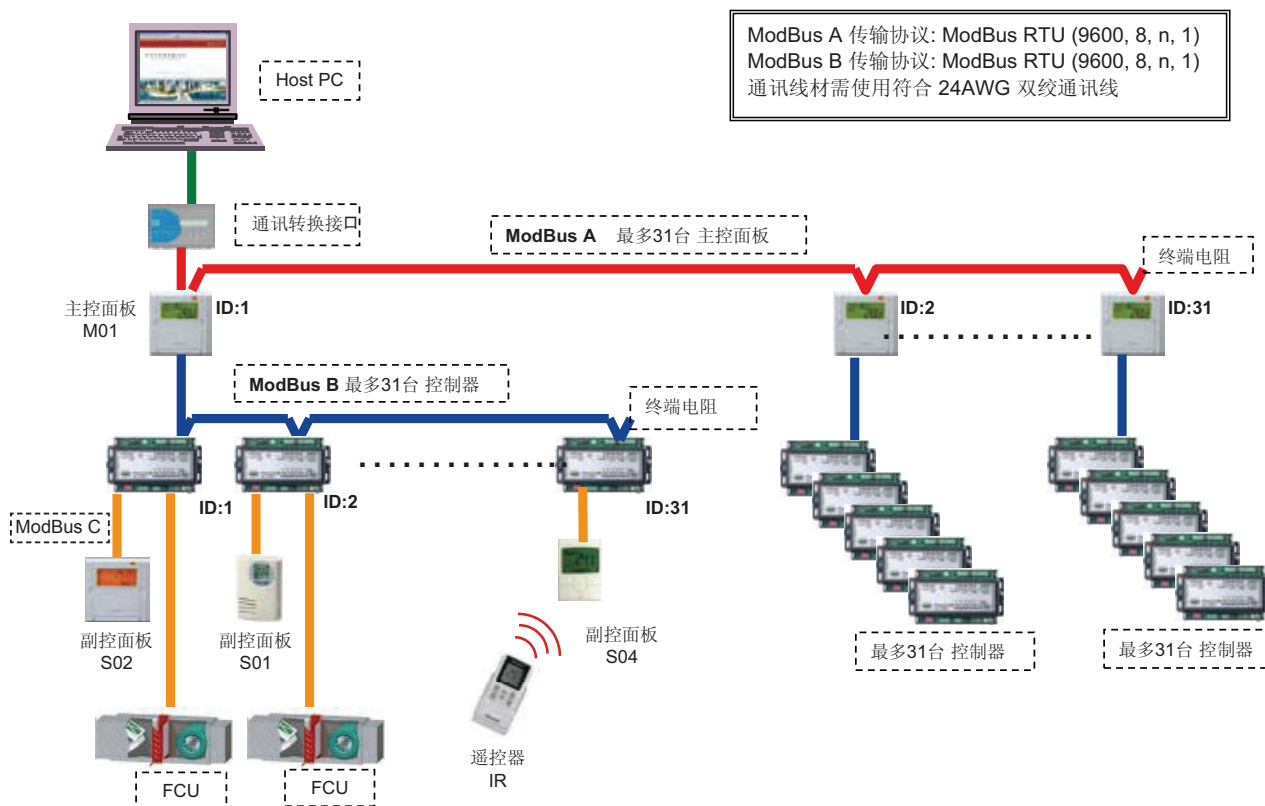 ModBus A 传输协议: ModBus RTU (9600, 8, n, 1)
ModBus B 传输协议: ModBus RTU (9600, 8, n, 1)
通讯线材需使用符合 24AWG 双绞通讯线
Host PC
通讯转换接口
ModBus A 最多31台 主控面板
终端电阻
主控面板
M01
ID:1
ID:2
ID:31
ModBus B 最多31台 控制器
终端电阻
ID:1
ID:2
ID:31
ModBus C
副控面板
S02
副控面板
S01
副控面板
S04
最多31台 控制器
最多31台 控制器
遥控器
IR
FCU
FCU